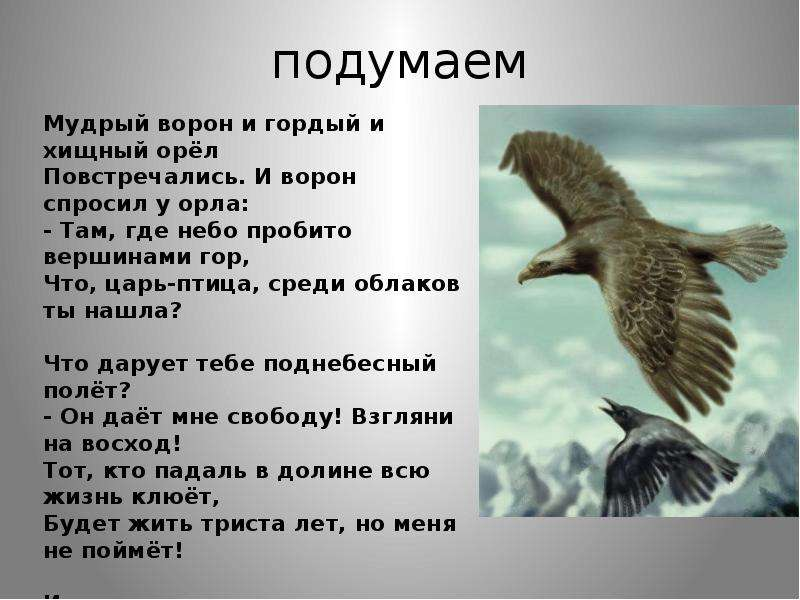 подумаем
Мудрый ворон и гордый и
хищный орёл
Повстречались. И ворон
спросил у орла:
- Там, где небо пробито
вершинами гор,
Что, царь-птица, среди облаков
ты нашла?
Что дарует тебе поднебесный
полёт?
- Он даёт мне свободу! Взгляни
на восход!
Тот, кто падаль в долине всю
жизнь клюёт,
Будет жить триста лет, но меня
не поймёт!